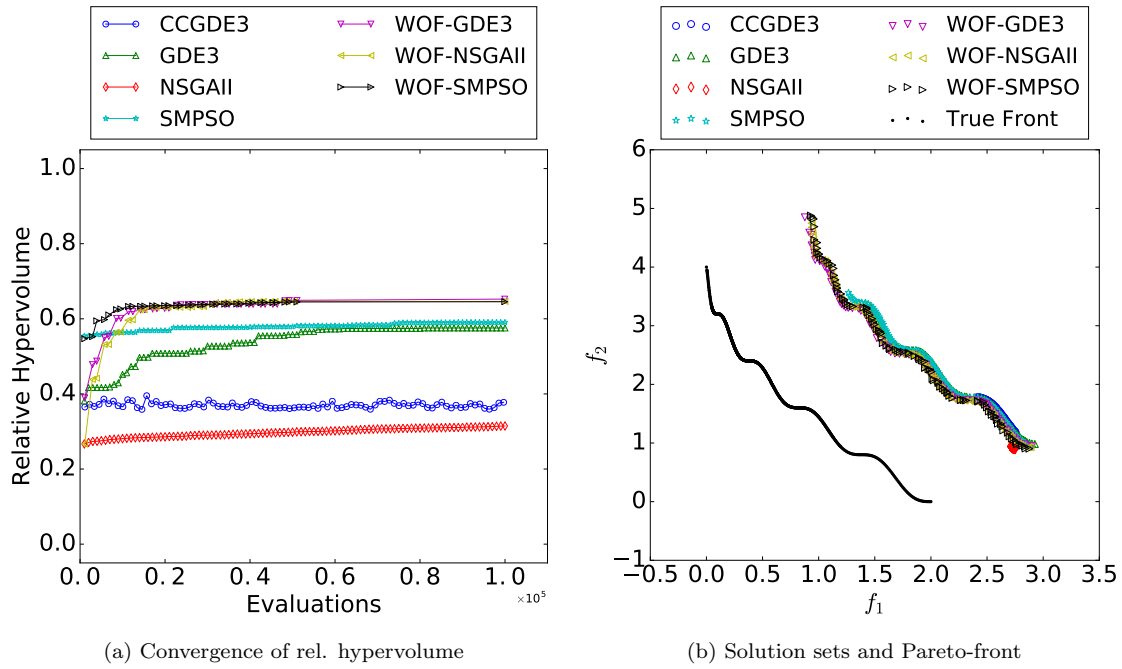 CCGDE3
GDE3
NSGAII
SMPSO
WOF-GDE3
WOF-NSGAII
WOF-SMPSO
Relative Hypervolume
1.0
0.8
0.6
0.4
0.2
0.0
0.0 0.2 0.4 0.6 0.8 1.0
×10⁵
Evaluations
(a) Convergence of rel. hypervolume
CCGDE3
GDE3
NSGAII
SMPSO
WOF-GDE3
WOF-NSGAII
WOF-SMPSO
True Front
f₂
6
5
4
3
2
1
0
−1
−0.5 0.0 0.5 1.0 1.5 2.0 2.5 3.0 3.5
f₁
(b) Solution sets and Pareto-front